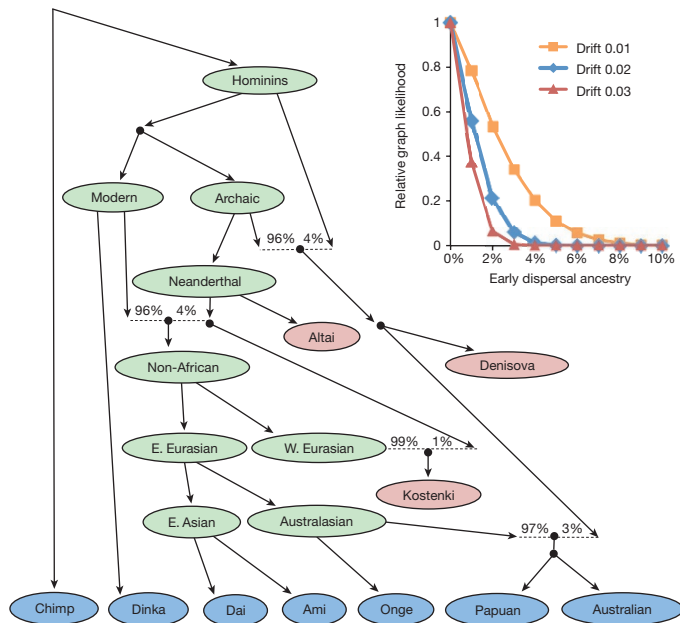 Hominins
Modern
Archaic
96% 4%
Neanderthal
96% 4%
Altai
Denisova
Non-African
E. Eurasian
W. Eurasian
99% 1%
Kostenki
E. Asian
Australasian
97% 3%
Chimp
Dinka
Dai
Ami
Onge
Papuan
Australian
Relative graph likelihood
1
0.8
0.6
0.4
0.2
0
Drift 0.01
Drift 0.02
Drift 0.03
0% 2% 4% 6% 8% 10%
Early dispersal ancestry